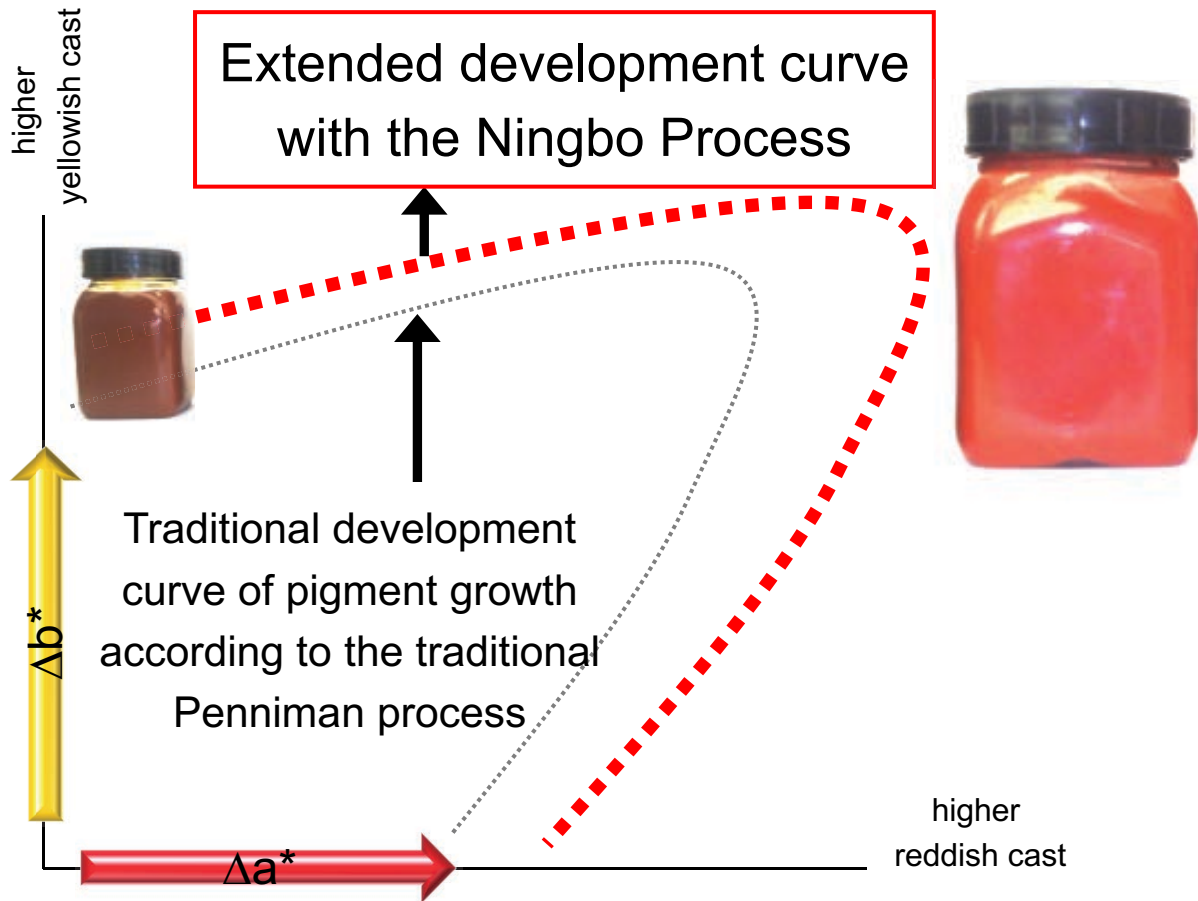 higher
yellowish cast
Extended development curve
with the Ningbo Process
Traditional development
curve of pigment growth
according to the traditional
Penniman process
Δb*
Δa*
higher
reddish cast